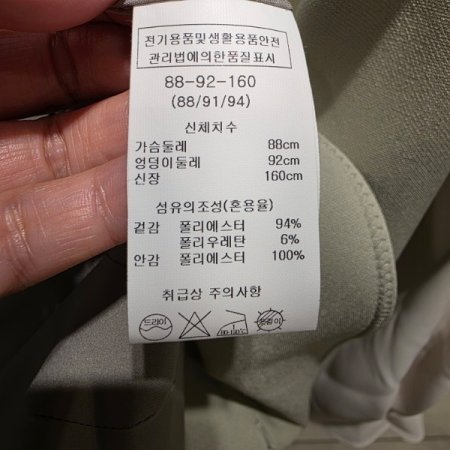 전기용품및생활용품안전
관리법에의한품질표시
88-92-160
(88/91/94)
신체치수
가슴둘레 88cm
엉덩이둘레 92cm
신장 160cm
섬유의조성(혼용율)
겉감 폴리에스터 94%
폴리우레탄 6%
안감 폴리에스터 100%
취급상 주의사항
드라이